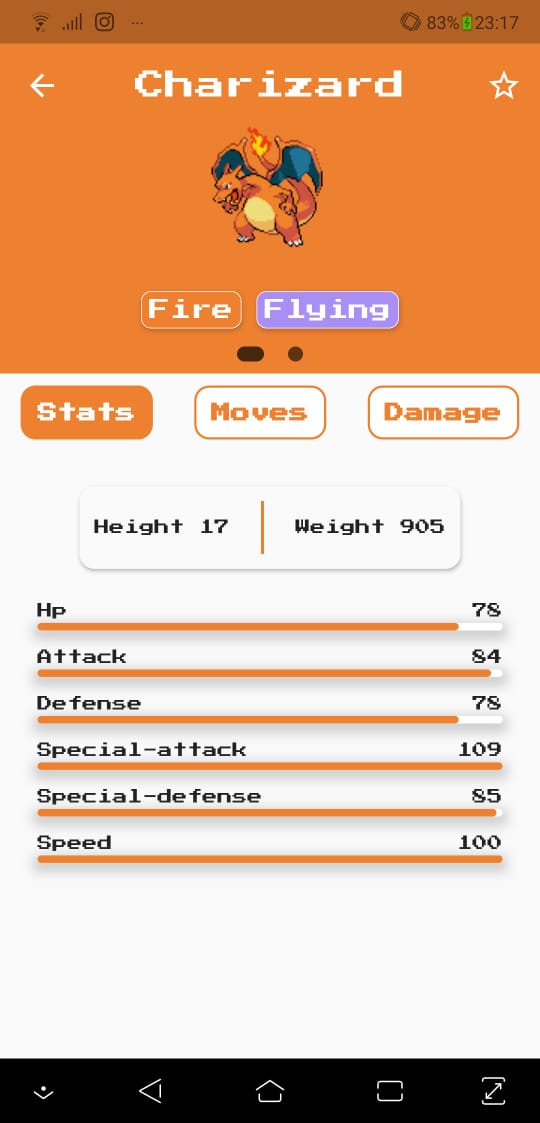 83% 23:17
Charizard
Fire Flying
Stats Moves Damage
Height 17 Weight 905
Hp 78
Attack 84
Defense 78
Special-attack 109
Special-defense 85
Speed 100